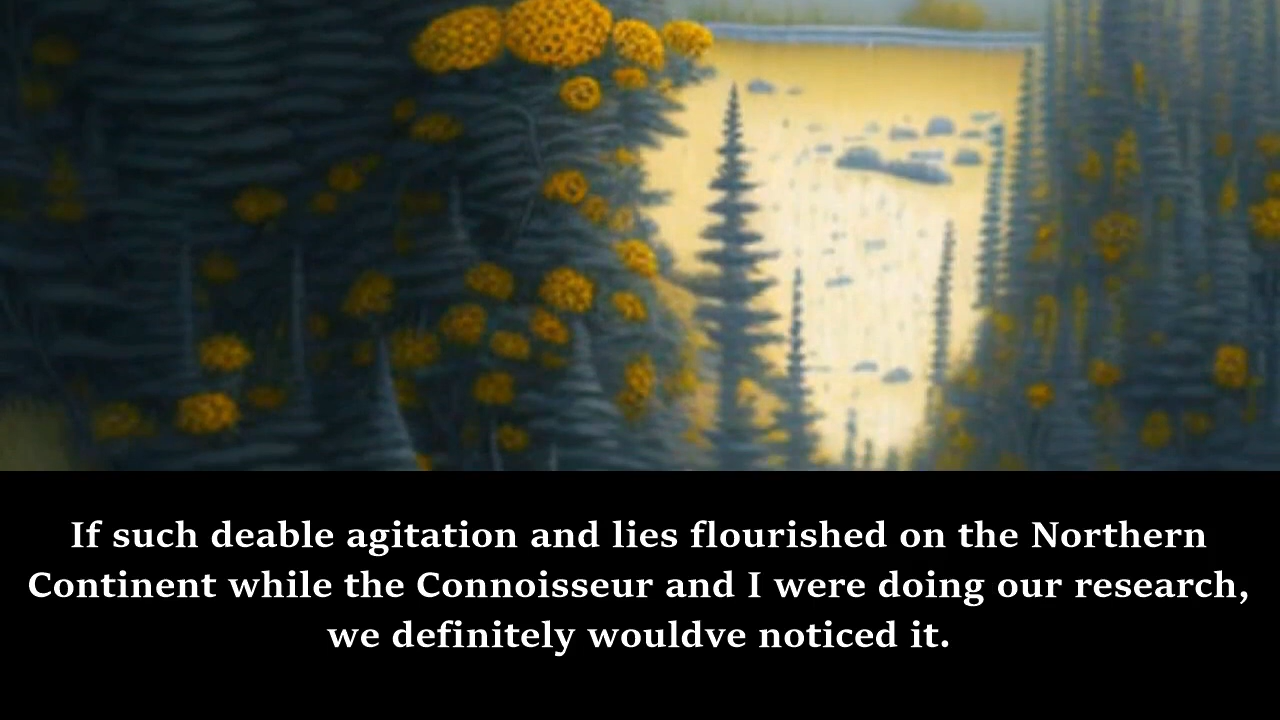 If such deable agitation and lies flourished on the Northern
Continent while the Connoisseur and I were doing our research,
we definitely wouldve noticed it.